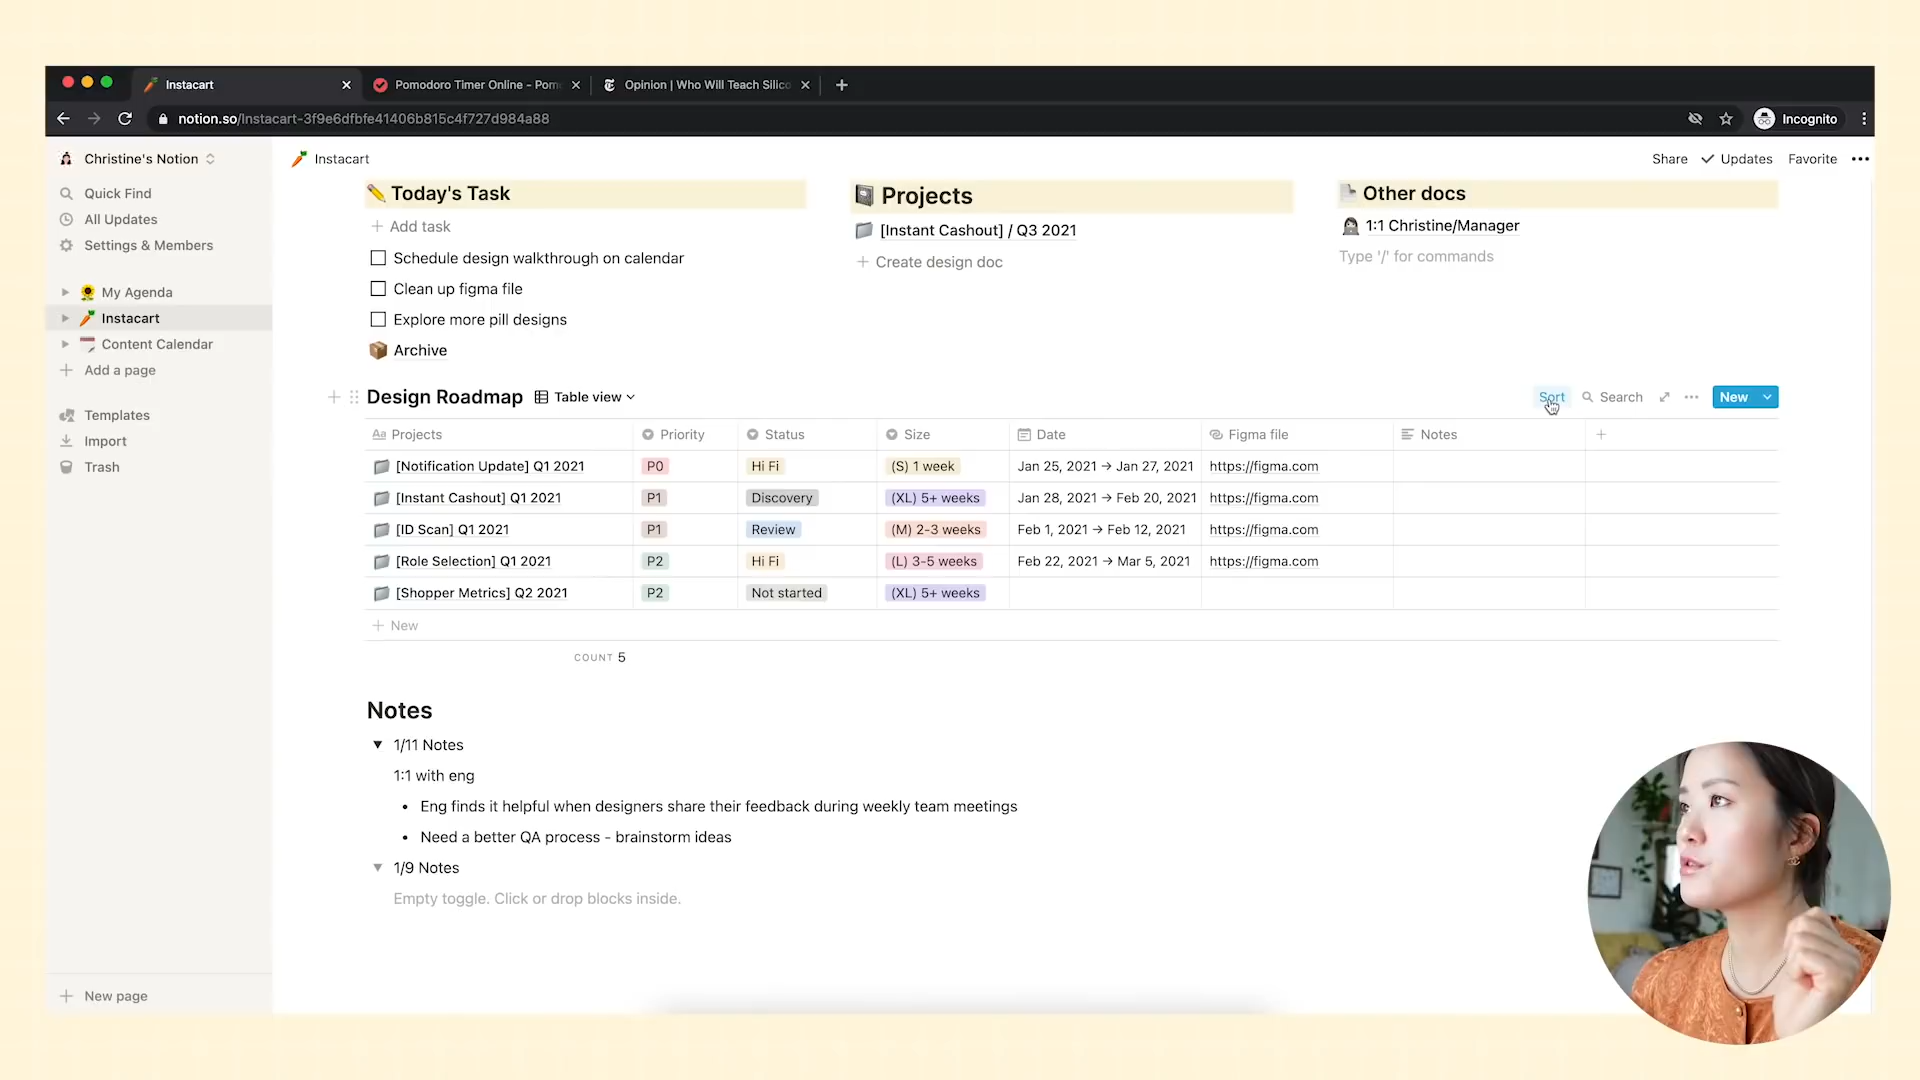 Instacart
Pomodoro Timer Online - Pom
Opinion | Who Will Teach Silico
notion.so/Instacart-3f9e6dfbfe41406b815c4f727d984a88
Incognito
Christine's Notion
Instacart
Share
Updates
Favorite
Quick Find
All Updates
Settings & Members
My Agenda
Instacart
Content Calendar
Add a page
Templates
Import
Trash
New page
Today's Task
Add task
Schedule design walkthrough on calendar
Clean up figma file
Explore more pill designs
Archive
Projects
[Instant Cashout] / Q3 2021
Create design doc
Other docs
1:1 Christine/Manager
Type '/' for commands
Design Roadmap Table view
Sort Search New
Aa Projects Priority Status Size Date Figma file Notes
[Notification Update] Q1 2021 P0 Hi Fi (S) 1 week Jan 25, 2021 → Jan 27, 2021 https://figma.com
[Instant Cashout] Q1 2021 P1 Discovery (XL) 5+ weeks Jan 28, 2021 → Feb 20, 2021 https://figma.com
[ID Scan] Q1 2021 P1 Review (M) 2-3 weeks Feb 1, 2021 → Feb 12, 2021 https://figma.com
[Role Selection] Q1 2021 P2 Hi Fi (L) 3-5 weeks Feb 22, 2021 → Mar 5, 2021 https://figma.com
[Shopper Metrics] Q2 2021 P2 Not started (XL) 5+ weeks
New
COUNT 5
Notes
1/11 Notes
1:1 with eng
• Eng finds it helpful when designers share their feedback during weekly team meetings
• Need a better QA process - brainstorm ideas
1/9 Notes
Empty toggle. Click or drop blocks inside.